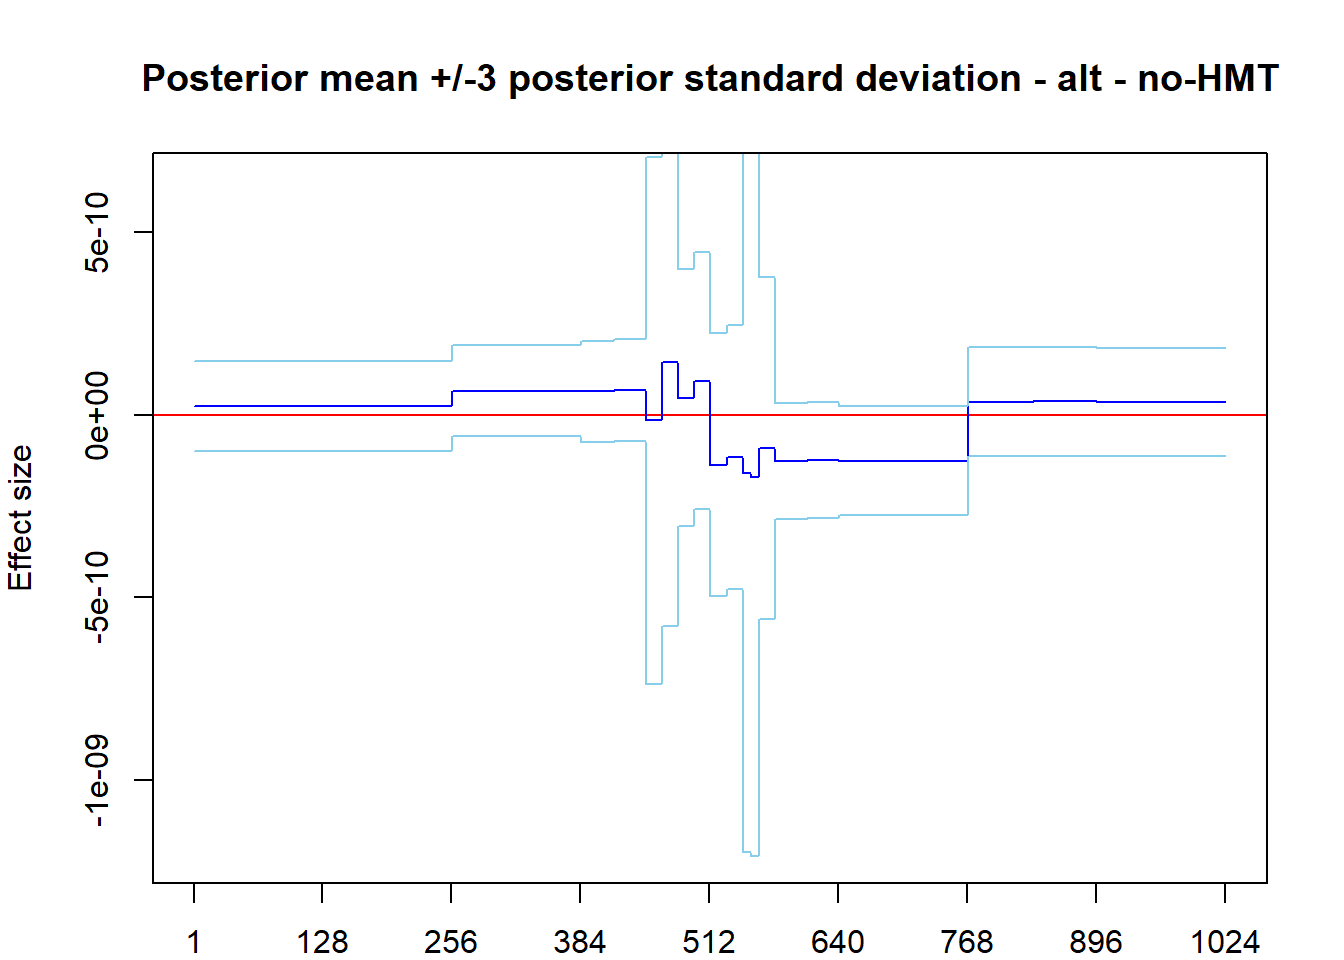 Posterior mean +/-3 posterior standard deviation - alt - no-HMT
Effect size
5e-10
0e+00
-5e-10
-1e-09
1 128 256 384 512 640 768 896 1024